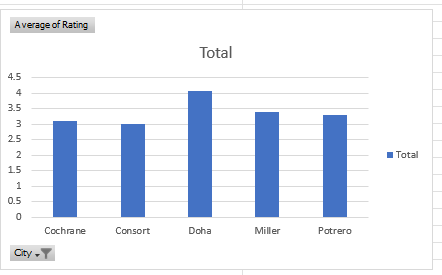 Average of Rating
Total
4.5
4
3.5
3
2.5
2
1.5
1
0.5
0
Cochrane Consort Doha Miller Potrero
Total
City